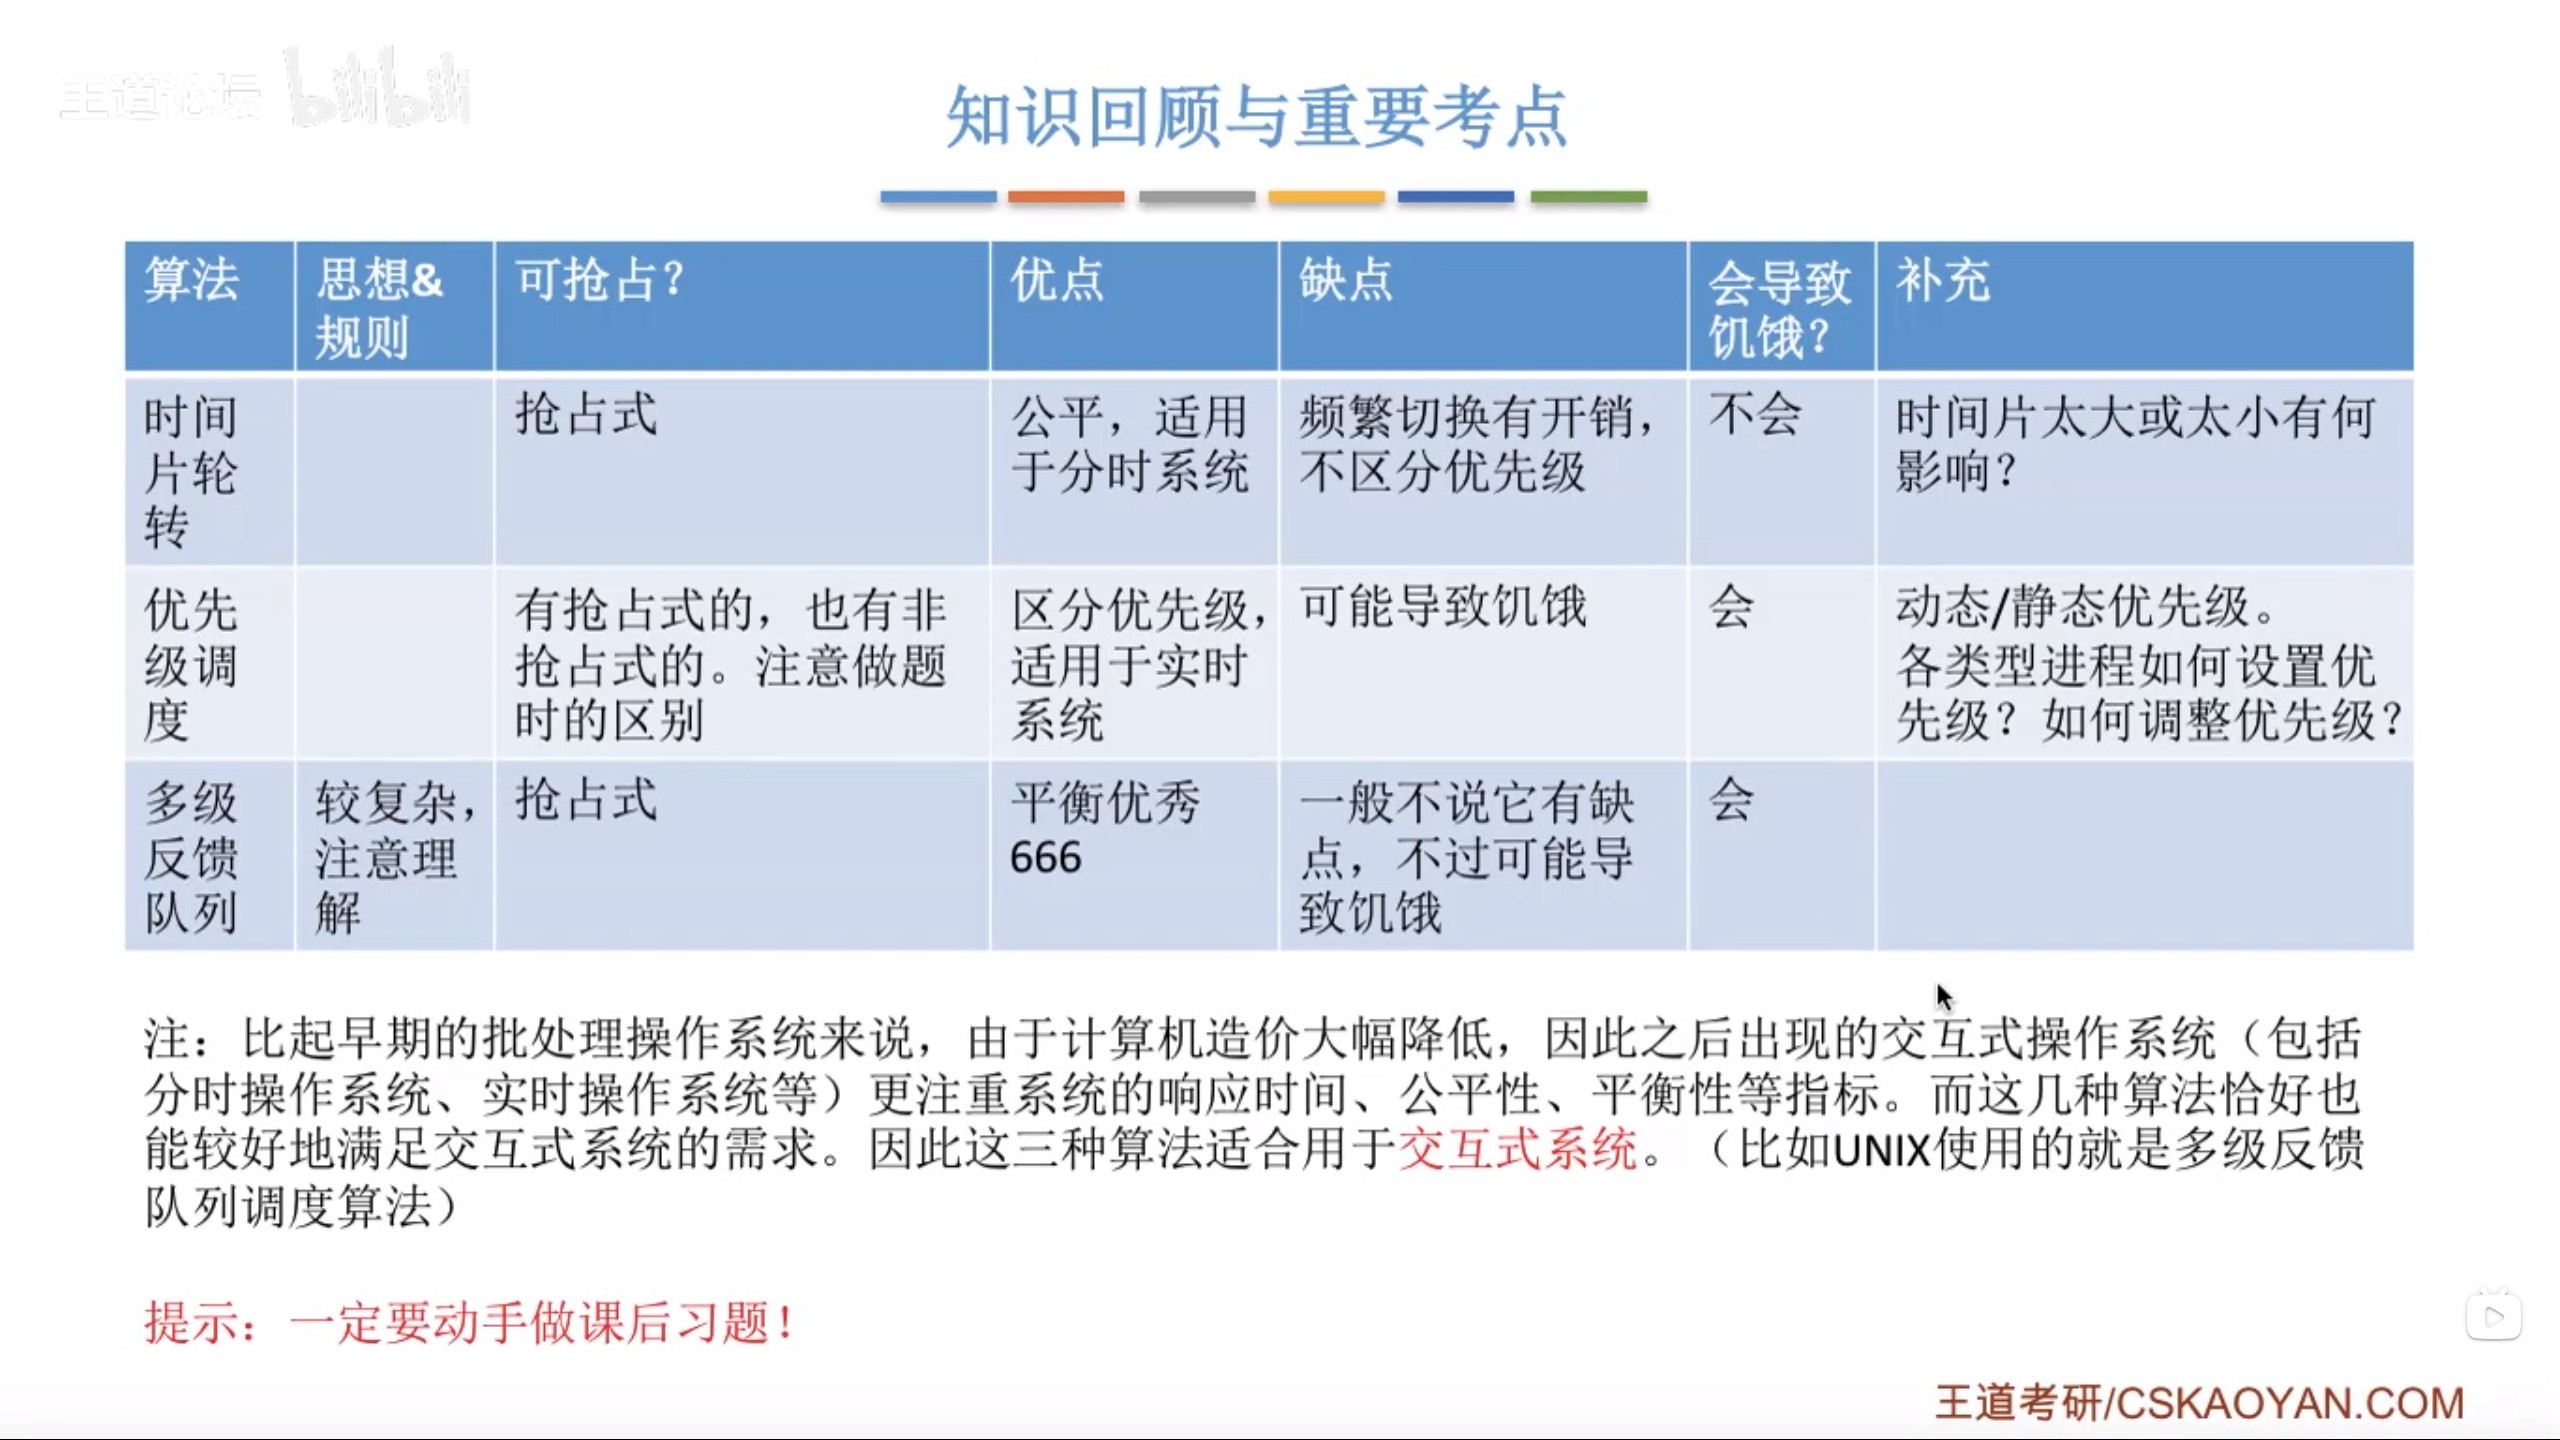 王道论坛 bilibili
知识回顾与重要考点
算法
思想&
规则
可抢占？
优点
缺点
会导致
饥饿？
补充
时间
片轮
转
抢占式
公平，适用
于分时系统
频繁切换有开销，
不区分优先级
不会
时间片太大或太小有何
影响？
优先
级调
度
有抢占式的，也有非
抢占式的。注意做题
时的区别
区分优先级，
适用于实时
系统
可能导致饥饿
会
动态/静态优先级。
各类型进程如何设置优
先级？如何调整优先级？
多级
反馈
队列
较复杂，
注意理
解
抢占式
平衡优秀
666
一般不说它有缺
点，不过可能导
致饥饿
会
注：比起早期的批处理操作系统来说，由于计算机造价大幅降低，因此之后出现的交互式操作系统（包括
分时操作系统、实时操作系统等）更注重系统的响应时间、公平性、平衡性等指标。而这几种算法恰好也
能较好地满足交互式系统的需求。因此这三种算法适合用于交互式系统。（比如UNIX使用的就是多级反馈
队列调度算法）
提示：一定要动手做课后习题！
王道考研/CSKAOYAN.COM